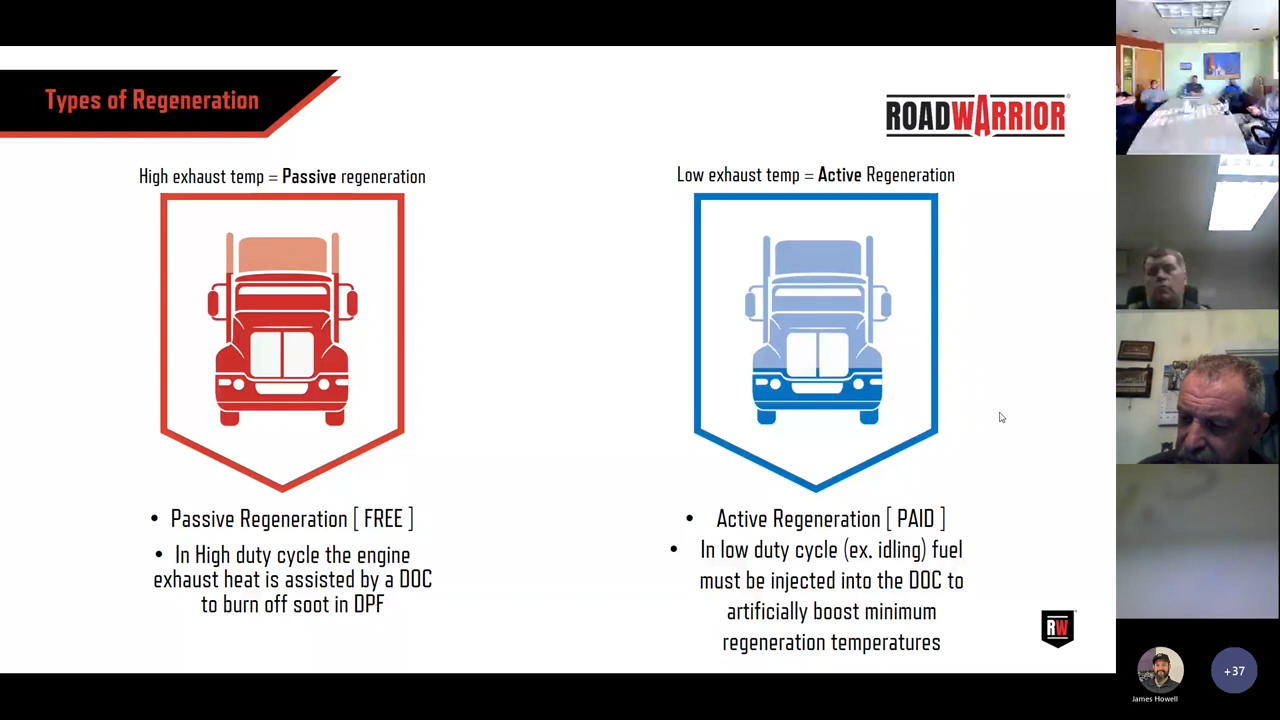 Types of Regeneration
ROADWARRIOR
High exhaust temp = Passive regeneration
Low exhaust temp = Active Regeneration
• Passive Regeneration [ FREE ]
• In High duty cycle the engine
exhaust heat is assisted by a DOC
to burn off soot in DPF
• Active Regeneration [ PAID ]
• In low duty cycle (ex. idling) fuel
must be injected into the DOC to
artificially boost minimum
regeneration temperatures
RW
James Howell
+37